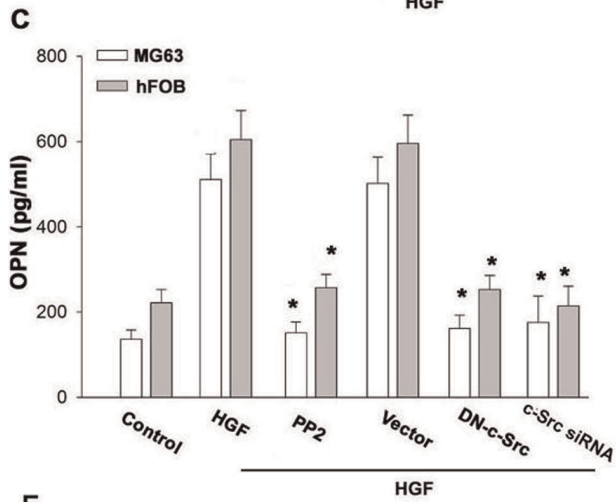 HGF
C
800
MG63
hFOB
600
400
200
0
OPN (pg/ml)
*
*
*
*
*
*
Control
HGF
PP2
Vector
DN-c-Src
c-Src siRNA
HGF